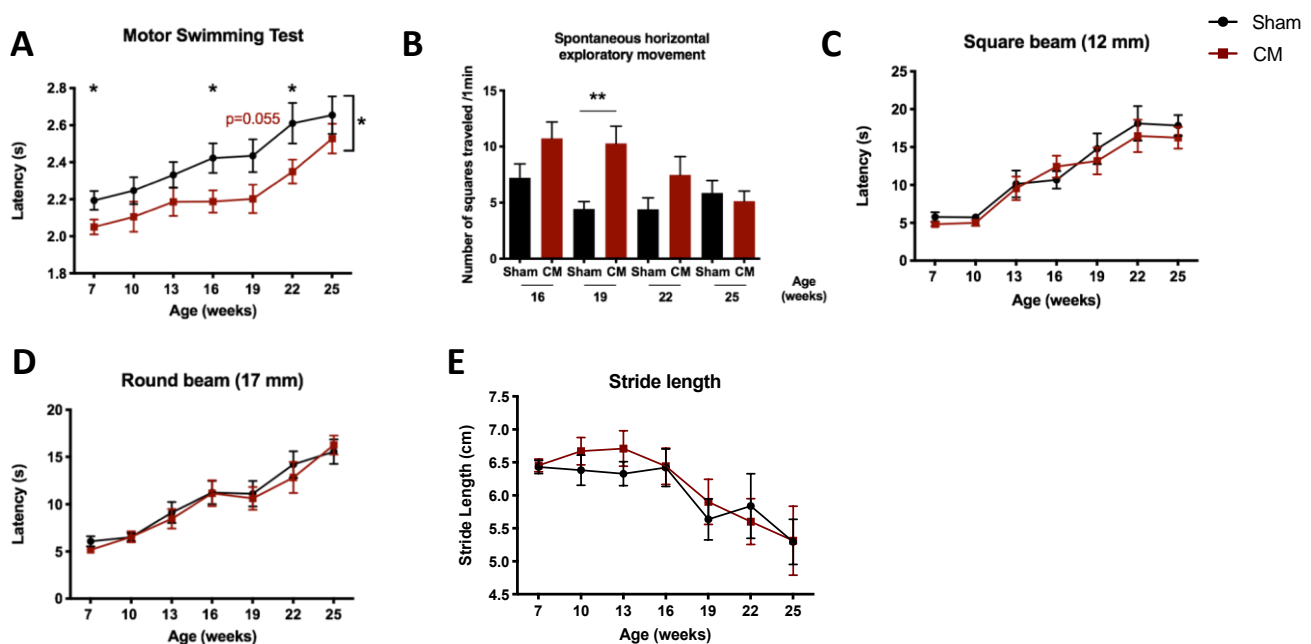 Sham
CM
A
Motor Swimming Test
2.8
2.6
2.4
2.2
2.0
1.8
Latency (s)
*
*
*
p=0.055
*
7 10 13 16 19 22 25
Age (weeks)
B
Spontaneous horizontal
exploratory movement
Number of squares traveled /1min
15
10
5
0
**
Sham CM Sham CM Sham CM Sham CM
16 19 22 25
Age
(weeks)
C
Square beam (12 mm)
Latency (s)
25
20
15
10
5
0
7 10 13 16 19 22 25
Age (weeks)
D
Round beam (17 mm)
Latency (s)
20
15
10
5
0
7 10 13 16 19 22 25
Age (weeks)
E
Stride length
Stride Length (cm)
7.5
7.0
6.5
6.0
5.5
5.0
4.5
7 10 13 16 19 22 25
Age (weeks)